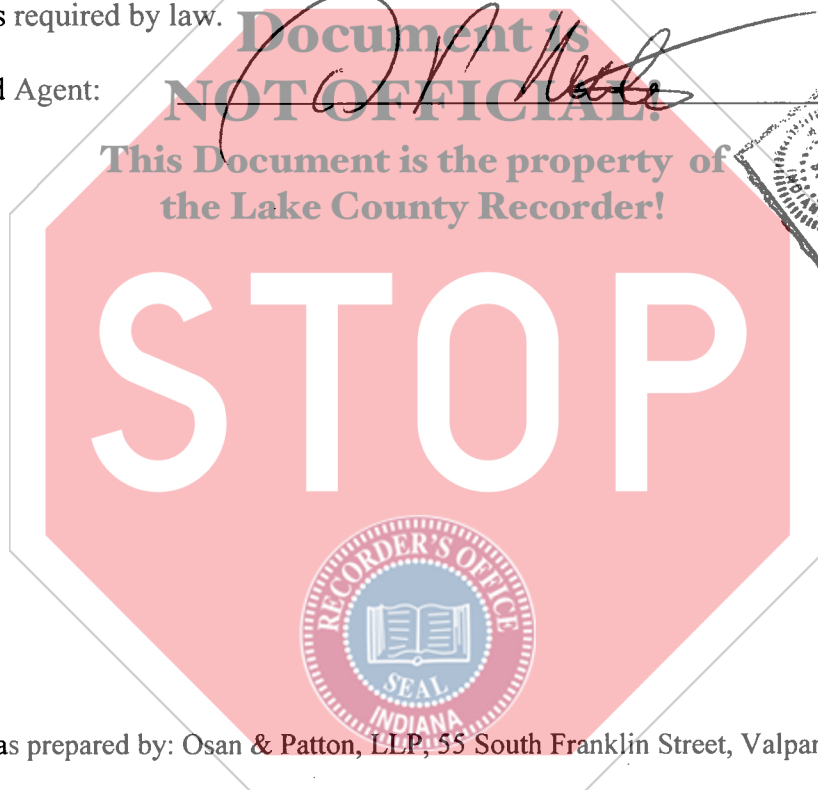 s required by law.
Document is
NOT OFFICIAL!
d Agent:
This Document is the property of
the Lake County Recorder!
STOP
RECORDER'S OFFICE
SEAL
INDIANA
as prepared by: Osan & Patton, LLP, 55 South Franklin Street, Valpar